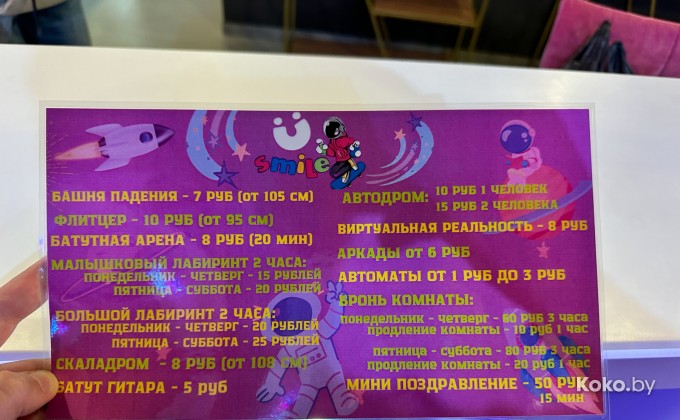 Ü
smile
БАШНЯ ПАДЕНИЯ - 7 РУБ (от 105 см)
ФЛИТЦЕР - 10 РУБ (от 95 см)
БАТУТНАЯ АРЕНА - 8 РУБ (20 МИН)
МАЛЫШКОВЫЙ ЛАБИРИНТ 2 ЧАСА:
ПОНЕДЕЛЬНИК - ЧЕТВЕРГ - 15 РУБЛЕЙ
ПЯТНИЦА - СУББОТА - 20 РУБЛЕЙ
БОЛЬШОЙ ЛАБИРИНТ 2 ЧАСА:
ПОНЕДЕЛЬНИК - ЧЕТВЕРГ - 20 РУБЛЕЙ
ПЯТНИЦА - СУББОТА - 25 РУБЛЕЙ
СКАЛАДРОМ - 8 РУБ (от 108 см)
БАТУТ ГИТАРА - 5 руб
АВТОДРОМ: 10 РУБ 1 ЧЕЛОВЕК
15 РУБ 2 ЧЕЛОВЕКА
ВИРТУАЛЬНАЯ РЕАЛЬНОСТЬ - 8 РУБ
АРКАДЫ ОТ 6 РУБ
АВТОМАТЫ ОТ 1 РУБ ДО 3 РУБ
БРОНЬ КОМНАТЫ:
понедельник - четверг - 60 РУБ 3 часа
продление комнаты - 10 руб 1 час
пятница - суббота - 80 РУБ 3 часа
продление комнаты - 20 руб 1 час
МИНИ ПОЗДРАВЛЕНИЕ - 50 РУБ
15 МИН
Koko.by